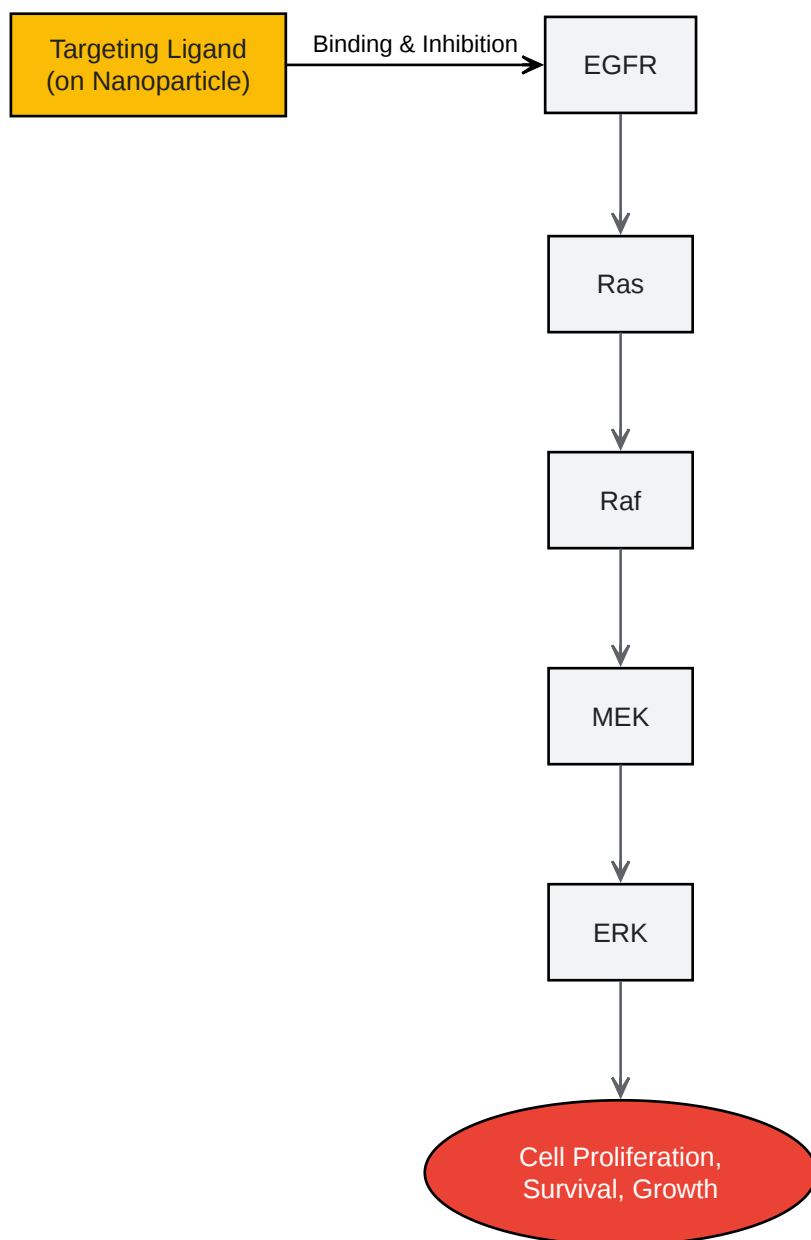 Targeting Ligand
(on Nanoparticle)
Binding & Inhibition
EGFR
Ras
Raf
MEK
ERK
Cell Proliferation,
Survival, Growth